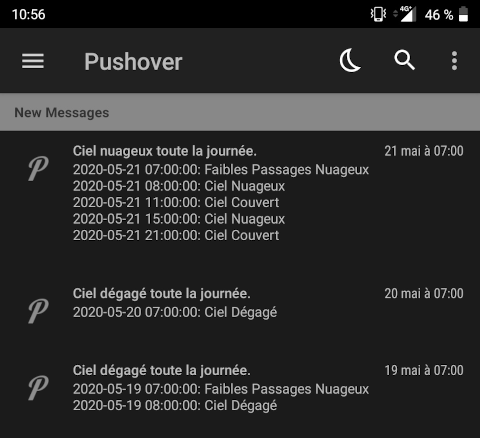 10:56
4G+
46 %
Pushover
New Messages
Ciel nuageux toute la journée. 21 mai à 07:00
2020-05-21 07:00:00: Faibles Passages Nuageux
2020-05-21 08:00:00: Ciel Nuageux
2020-05-21 11:00:00: Ciel Couvert
2020-05-21 15:00:00: Ciel Nuageux
2020-05-21 21:00:00: Ciel Couvert
Ciel dégagé toute la journée. 20 mai à 07:00
2020-05-20 07:00:00: Ciel Dégagé
Ciel dégagé toute la journée. 19 mai à 07:00
2020-05-19 07:00:00: Faibles Passages Nuageux
2020-05-19 08:00:00: Ciel Dégagé